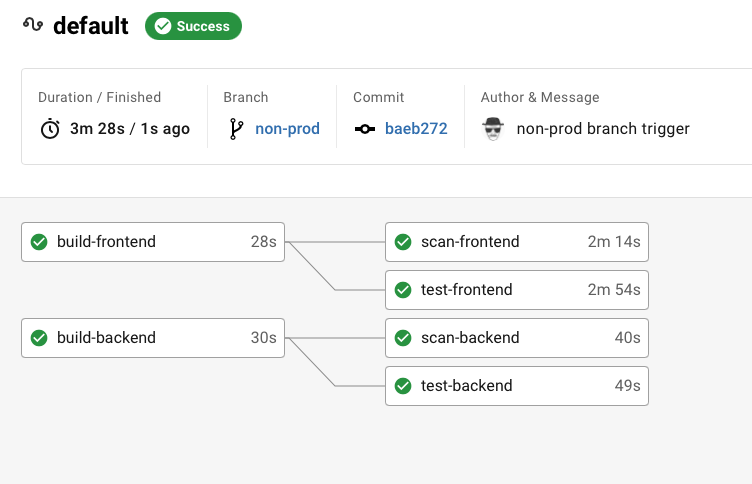 default Success
Duration / Finished Branch Commit Author & Message
3m 28s / 1s ago non-prod baeb272 non-prod branch trigger
build-frontend 28s scan-frontend 2m 14s
test-frontend 2m 54s
build-backend 30s scan-backend 40s
test-backend 49s